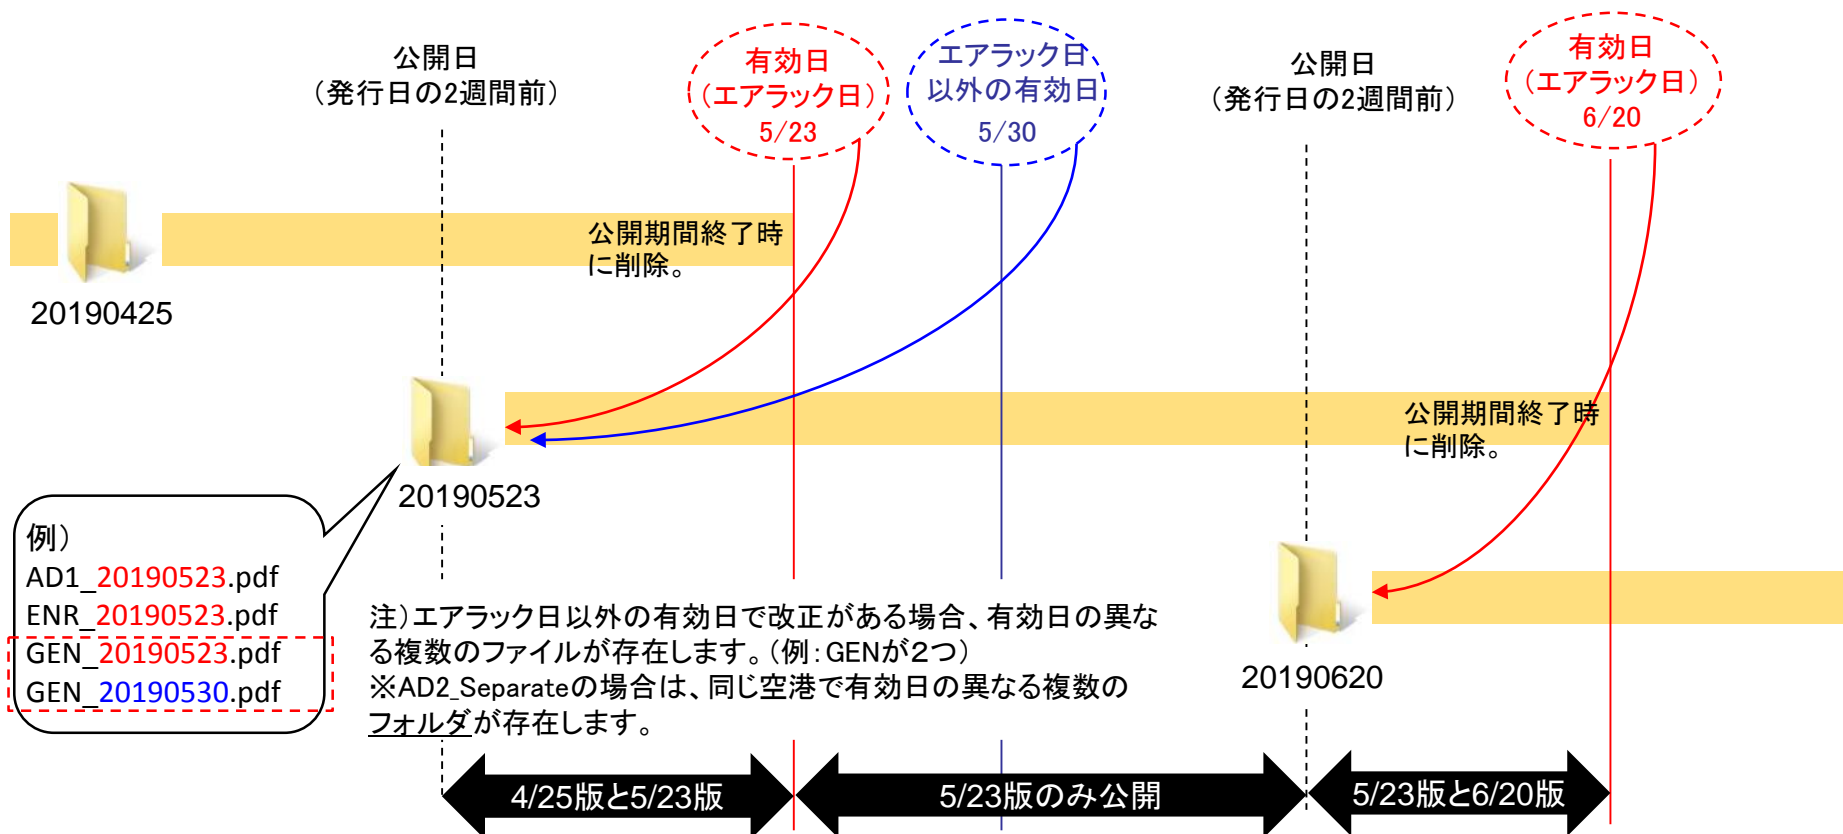 公開日
（発行日の2週間前）
有効日
（エアラック日）
5/23
エアラック日
以外の有効日
5/30
公開日
（発行日の2週間前）
有効日
（エアラック日）
6/20
公開期間終了時
に削除。
20190425
公開期間終了時
に削除。
20190523
例）
AD1_20190523.pdf
ENR_20190523.pdf
GEN_20190523.pdf
GEN_20190530.pdf
注）エアラック日以外の有効日で改正がある場合、有効日の異な
る複数のファイルが存在します。（例：GENが２つ）
※AD2_Separateの場合は、同じ空港で有効日の異なる複数の
フォルダが存在します。
20190620
4/25版と5/23版
5/23版のみ公開
5/23版と6/20版